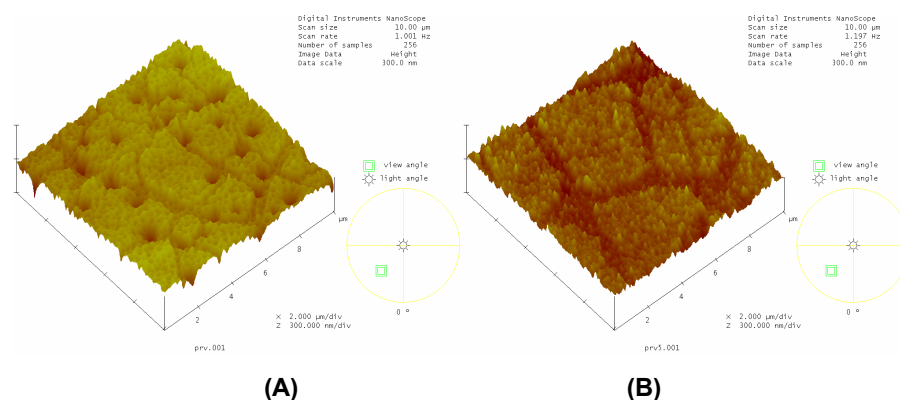 Digital Instruments NanoScope
Scan size 10.00 µm
Scan rate 1.001 Hz
Number of samples 256
Image Data Height
Data scale 300.0 nm
view angle
light angle
µm
8
6
4
2
X 2.000 µm/div
Z 300.000 nm/div
0 °
prv.001
(A)
Digital Instruments NanoScope
Scan size 10.00 µm
Scan rate 1.197 Hz
Number of samples 256
Image Data Height
Data scale 300.0 nm
view angle
light angle
µm
8
6
4
2
X 2.000 µm/div
Z 300.000 nm/div
0 °
prv5.001
(B)